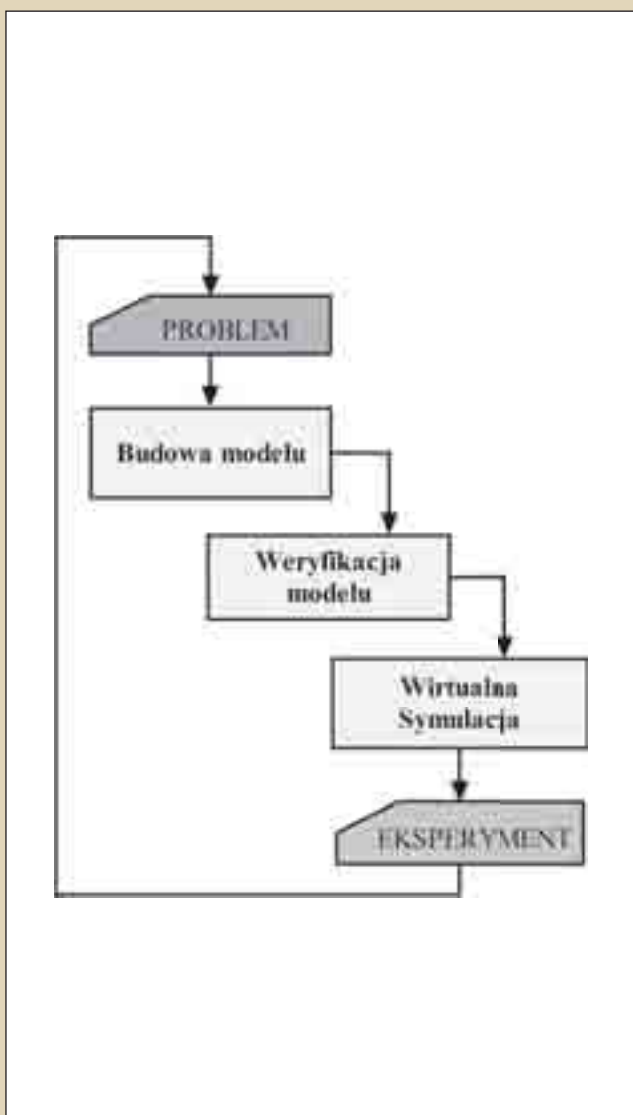 PROBLEM
Budowa modelu
Weryfikacja
modelu
Wirtualna
Symulacja
EKSPERYMENT